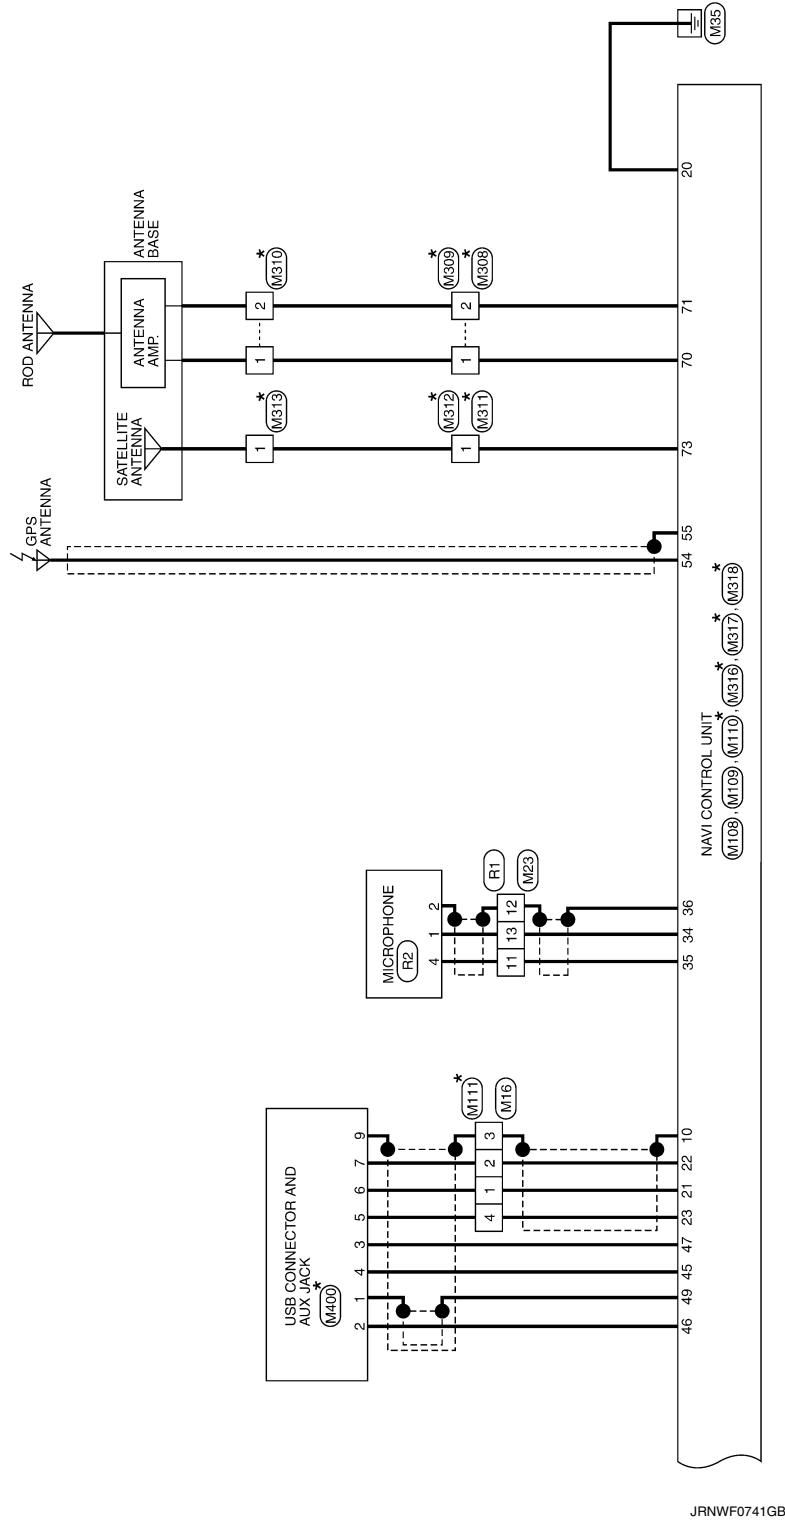 USB CONNECTOR AND
AUX JACK
* M400
2 1 4 3 5 6 7 9
4 1 2 3
* M111
M16
46 49 45 47 23 21 22 10
MICROPHONE
R2
4 1 2
11 13 12
R1
M23
35 34 36
NAVI CONTROL UNIT
M108 , M109 , M110 * , M316 * , M317 * , M318 *
GPS
ANTENNA
54 55
ROD ANTENNA
SATELLITE
ANTENNA
ANTENNA
AMP.
ANTENNA
BASE
1
* M313
1 2
* M310
1
* M312
* M311
1 2
* M309
* M308
73 70 71
20
M35
JRNWF0741GB